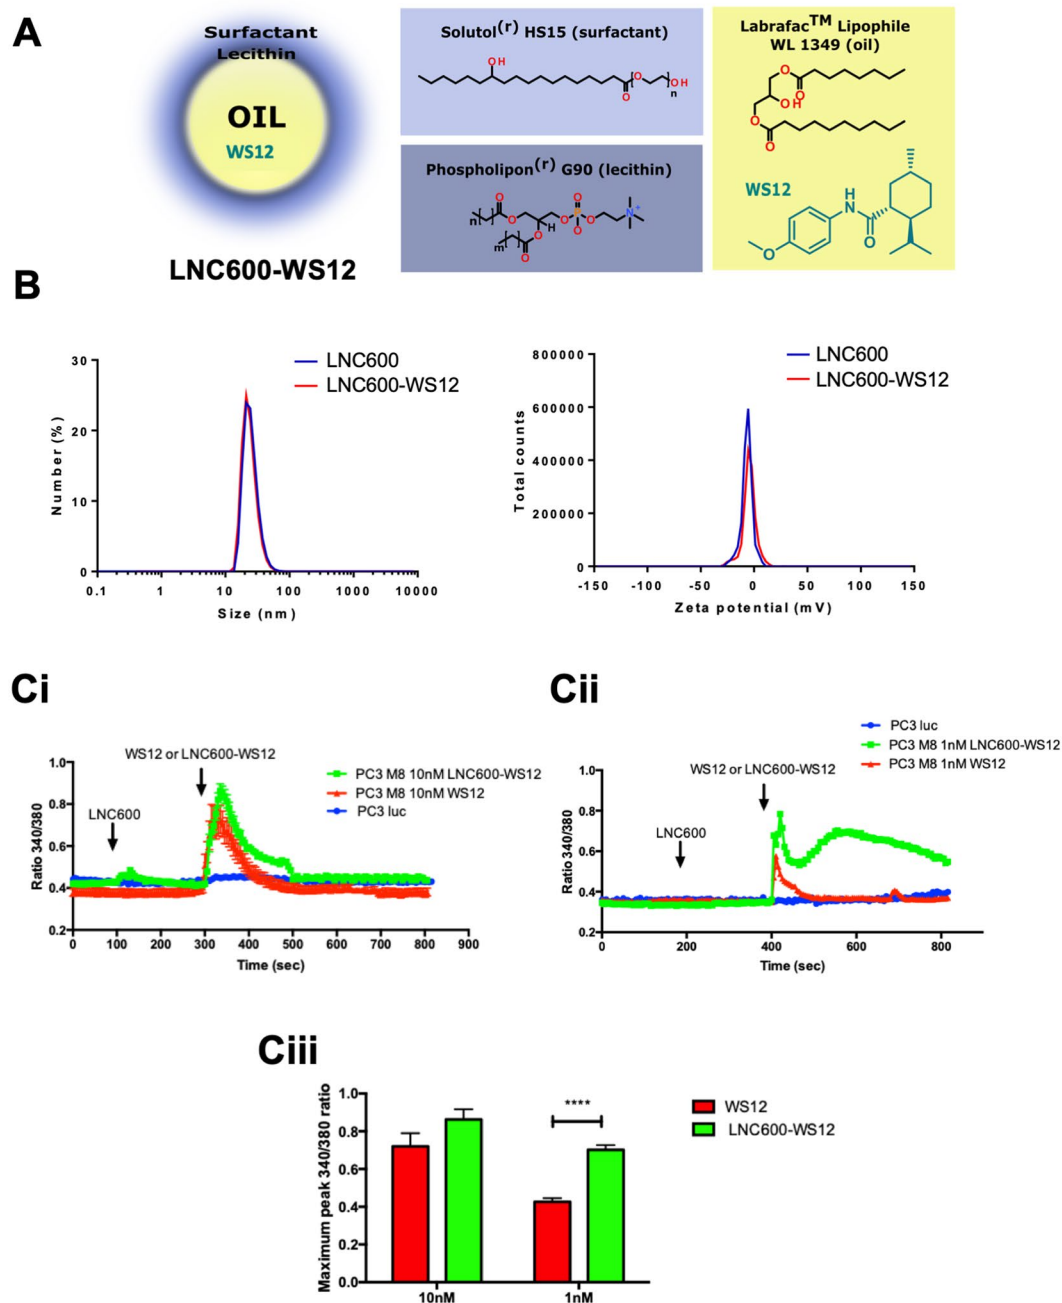 A
Surfactant
Lecithin
OIL
WS12
LNC600-WS12
Solutol(r) HS15 (surfactant)
OH
O
O
OH
n
Phospholipon(r) G90 (lecithin)
n
O
O
H
O
P
O
O
O
N+
m
O
O
Labrafac™ Lipophile
WL 1349 (oil)
O
O
OH
O
O
WS12
H
N
O
O
B
LNC600
LNC600-WS12
Number (%)
30
20
10
0
0.1 1 10 100 1000 10000
Size (nm)
LNC600
LNC600-WS12
Total counts
800000
600000
400000
200000
0
-150 -100 -50 0 50 100 150
Zeta potential (mV)
Ci
WS12 or LNC600-WS12
LNC600
PC3 M8 10nM LNC600-WS12
PC3 M8 10nM WS12
PC3 luc
Ratio 340/380
1.0
0.8
0.6
0.4
0.2
0 100 200 300 400 500 600 700 800 900
Time (sec)
Cii
PC3 luc
PC3 M8 1nM LNC600-WS12
PC3 M8 1nM WS12
WS12 or LNC600-WS12
LNC600
Ratio 340/380
1.0
0.8
0.6
0.4
0.2
0 200 400 600 800
Time (sec)
Ciii
Maximum peak 340/380 ratio
1.0
0.8
0.6
0.4
0.2
0.0
****
10nM 1nM
WS12
LNC600-WS12